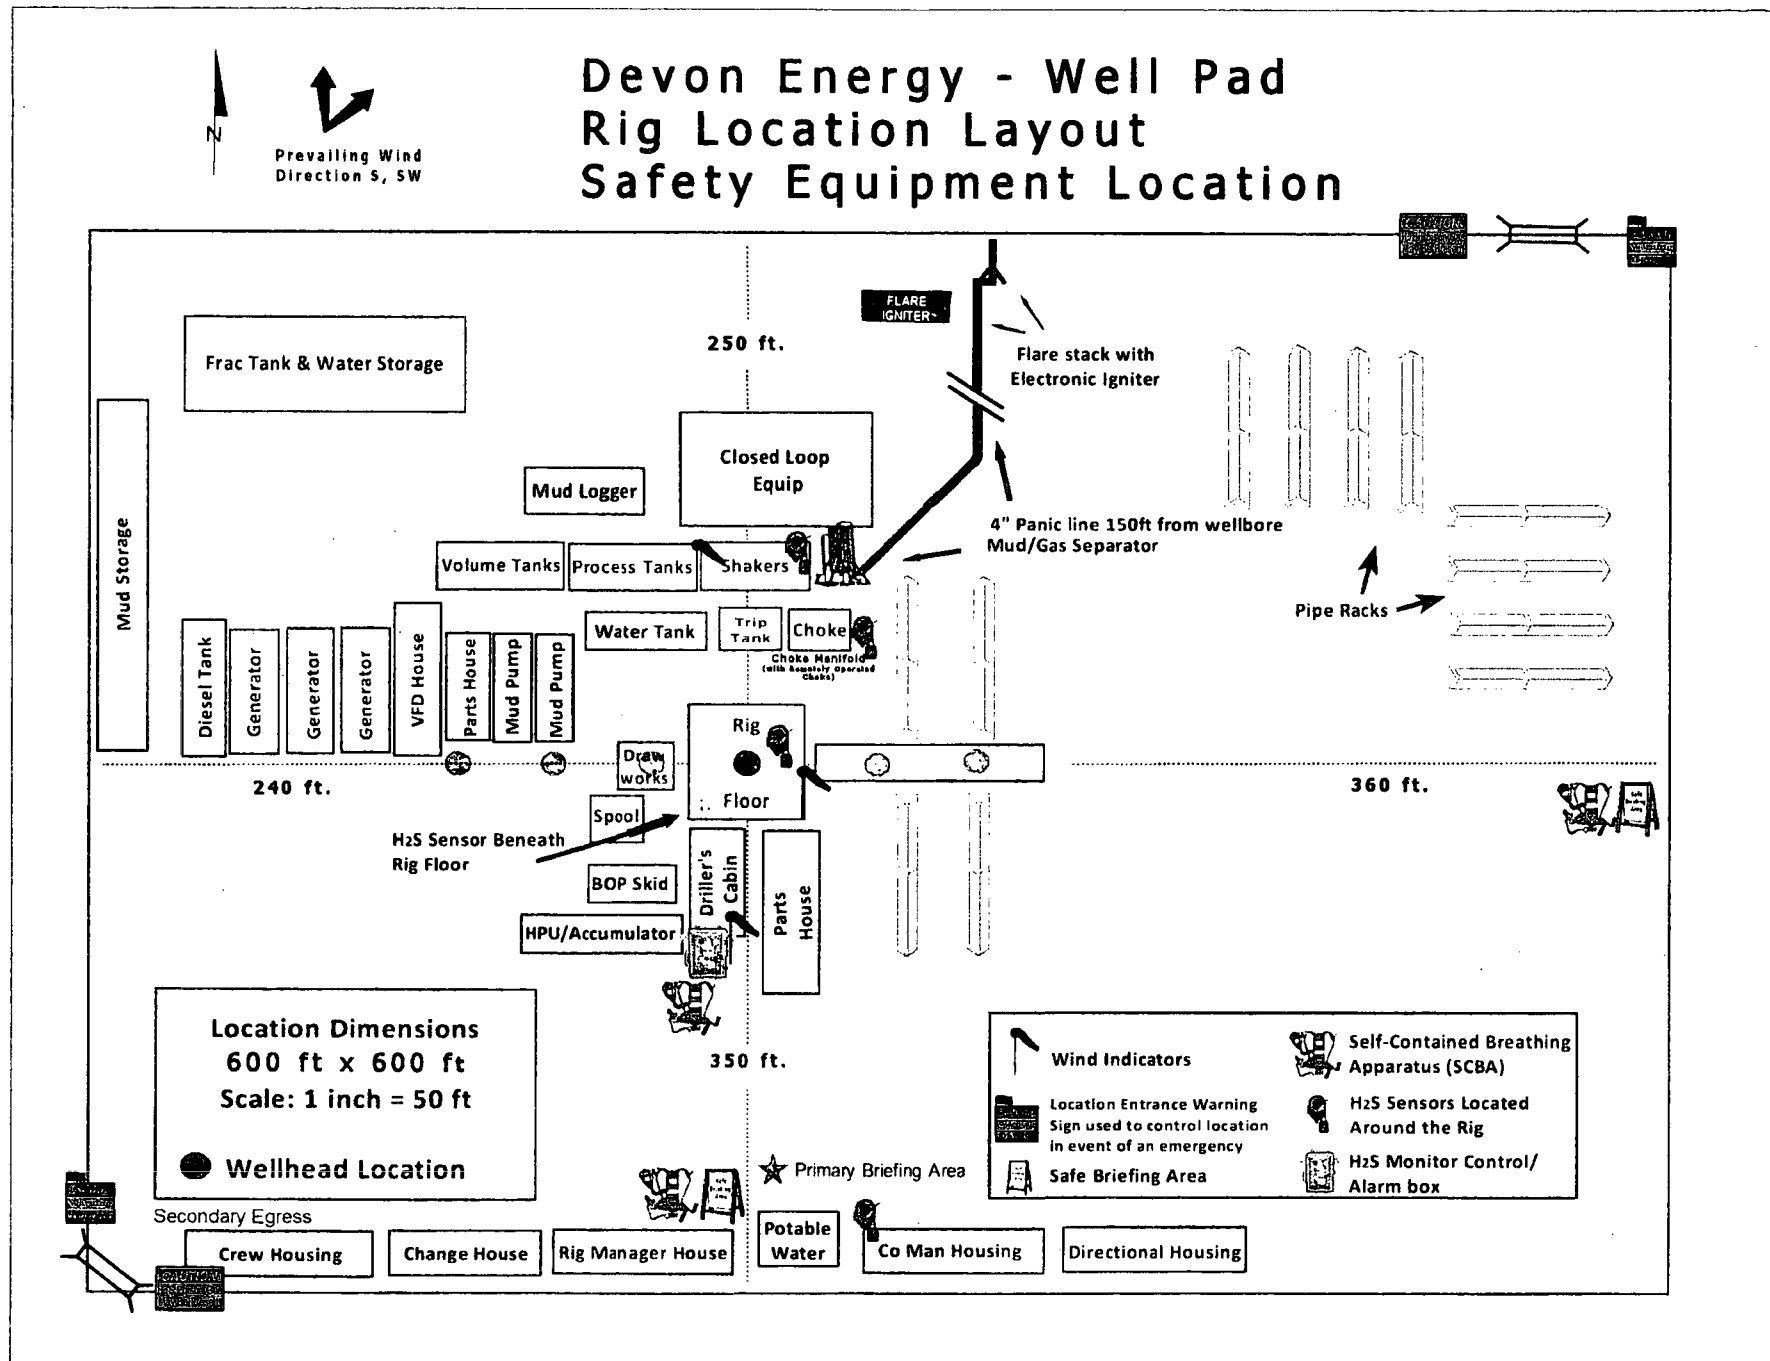 Devon Energy - Well Pad
Rig Location Layout
Safety Equipment Location
N
Prevailing Wind
Direction S, SW
FLARE
IGNITER
250 ft.
Flare stack with
Electronic Igniter
Frac Tank & Water Storage
Mud Storage
Closed Loop
Equip
Mud Logger
4" Panic line 150ft from wellbore
Mud/Gas Separator
Volume Tanks
Process Tanks
Shakers
Pipe Racks
Water Tank
Trip
Tank
Choke
Choke Manifold
(with Remotely Operated
Choke)
Diesel Tank
Generator
Generator
Generator
VFD House
Parts House
Mud Pump
Mud Pump
Rig
Floor
Draw
works
240 ft.
360 ft.
Safe
Briefing
Area
Spool
H2S Sensor Beneath
Rig Floor
Driller's
Cabin
Parts
House
BOP Skid
HPU/Accumulator
Location Dimensions
600 ft x 600 ft
Scale: 1 inch = 50 ft
Wellhead Location
350 ft.
Wind Indicators
Location Entrance Warning
Sign used to control location
in event of an emergency
Safe Briefing Area
Self-Contained Breathing
Apparatus (SCBA)
H2S Sensors Located
Around the Rig
H2S Monitor Control/
Alarm box
Primary Briefing Area
Secondary Egress
Crew Housing
Change House
Rig Manager House
Potable
Water
Co Man Housing
Directional Housing
CAUTION